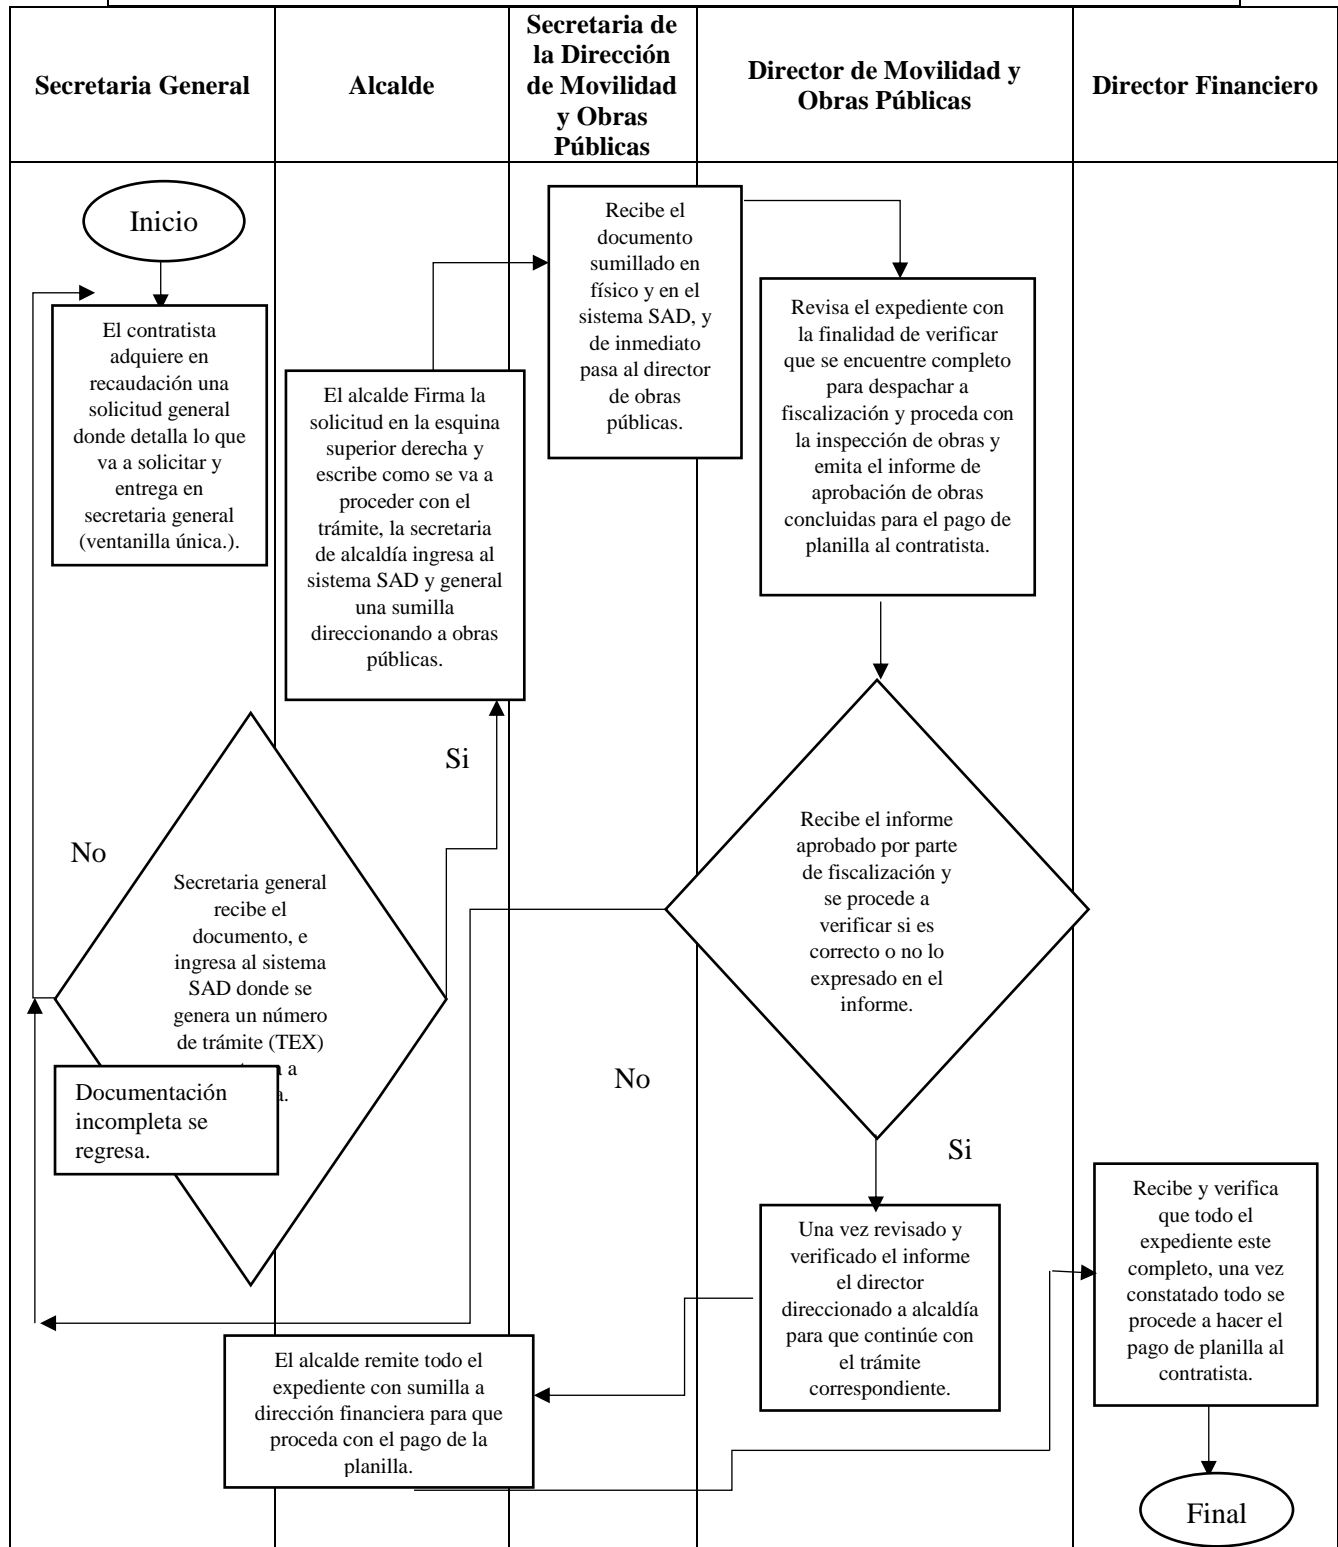 Secretaria General
Alcalde
Secretaria de
la Dirección
de Movilidad
y Obras
Públicas
Director de Movilidad y
Obras Públicas
Director Financiero
Inicio
El contratista
adquiere en
recaudación una
solicitud general
donde detalla lo que
va a solicitar y
entrega en
secretaria general
(ventanilla única.).
El alcalde Firma la
solicitud en la esquina
superior derecha y
escribe como se va a
proceder con el
trámite, la secretaria
de alcaldía ingresa al
sistema SAD y general
una sumilla
direccionando a obras
públicas.
Recibe el
documento
sumillado en
físico y en el
sistema SAD, y
de inmediato
pasa al director
de obras
públicas.
Revisa el expediente con
la finalidad de verificar
que se encuentre completo
para despachar a
fiscalización y proceda con
la inspección de obras y
emita el informe de
aprobación de obras
concluidas para el pago de
planilla al contratista.
Si
No
Secretaria general
recibe el
documento, e
ingresa al sistema
SAD donde se
genera un número
de trámite (TEX)
a
Documentación
incompleta se
regresa.
Recibe el informe
aprobado por parte
de fiscalización y
se procede a
verificar si es
correcto o no lo
expresado en el
informe.
No
Si
Una vez revisado y
verificado el informe
el director
direccionado a alcaldía
para que continúe con
el trámite
correspondiente.
Recibe y verifica
que todo el
expediente este
completo, una vez
constatado todo se
procede a hacer el
pago de planilla al
contratista.
El alcalde remite todo el
expediente con sumilla a
dirección financiera para que
proceda con el pago de la
planilla.
Final